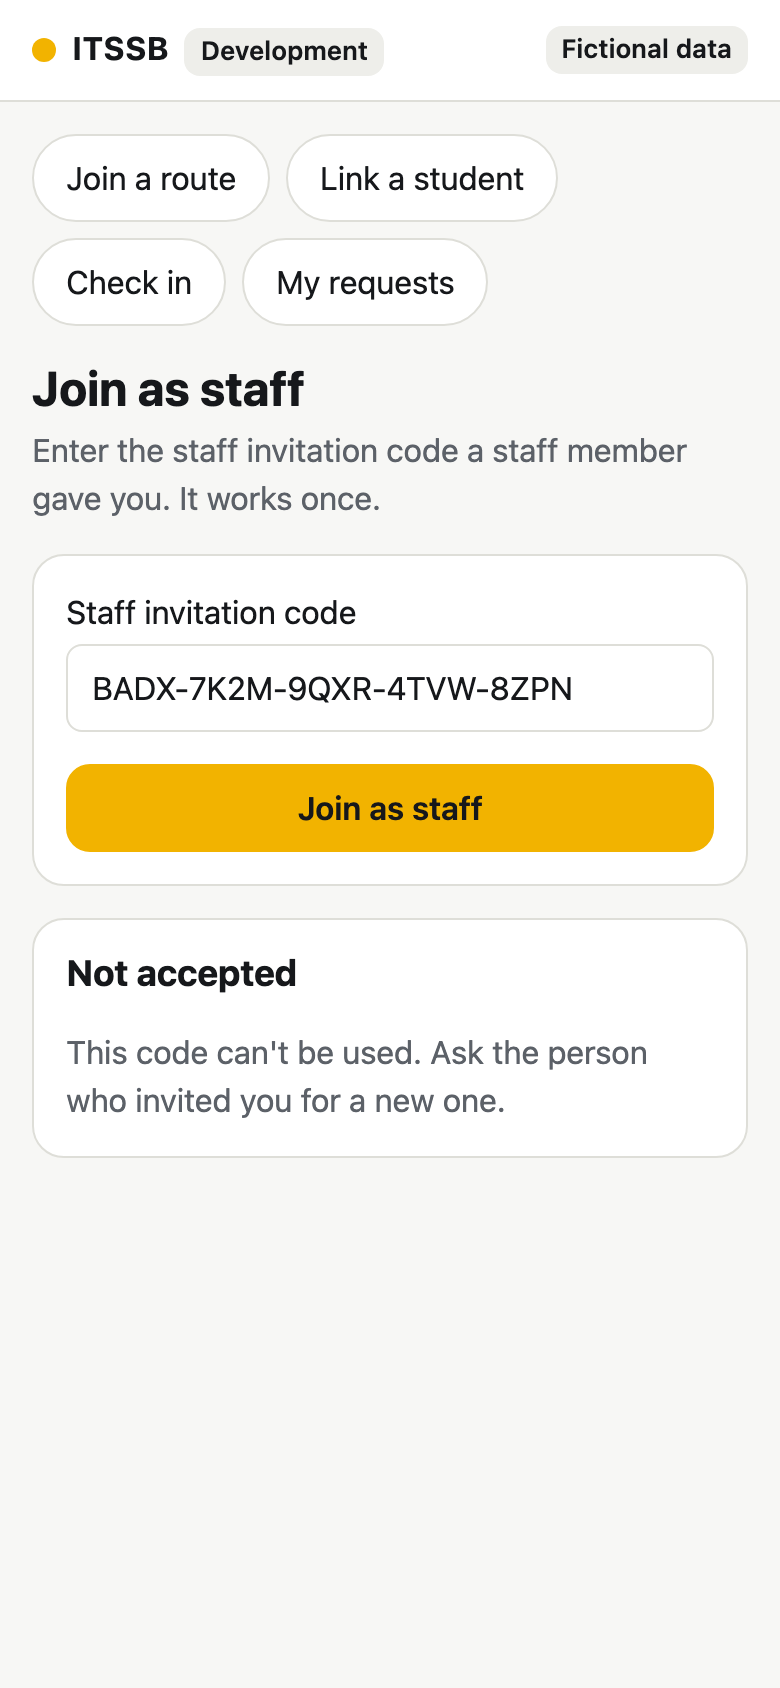 ITSSB
Development
Fictional data
Join a route
Link a student
Check in
My requests
Join as staff
Enter the staff invitation code a staff member
gave you. It works once.
Staff invitation code
BADX-7K2M-9QXR-4TVW-8ZPN
Join as staff
Not accepted
This code can't be used. Ask the person
who invited you for a new one.